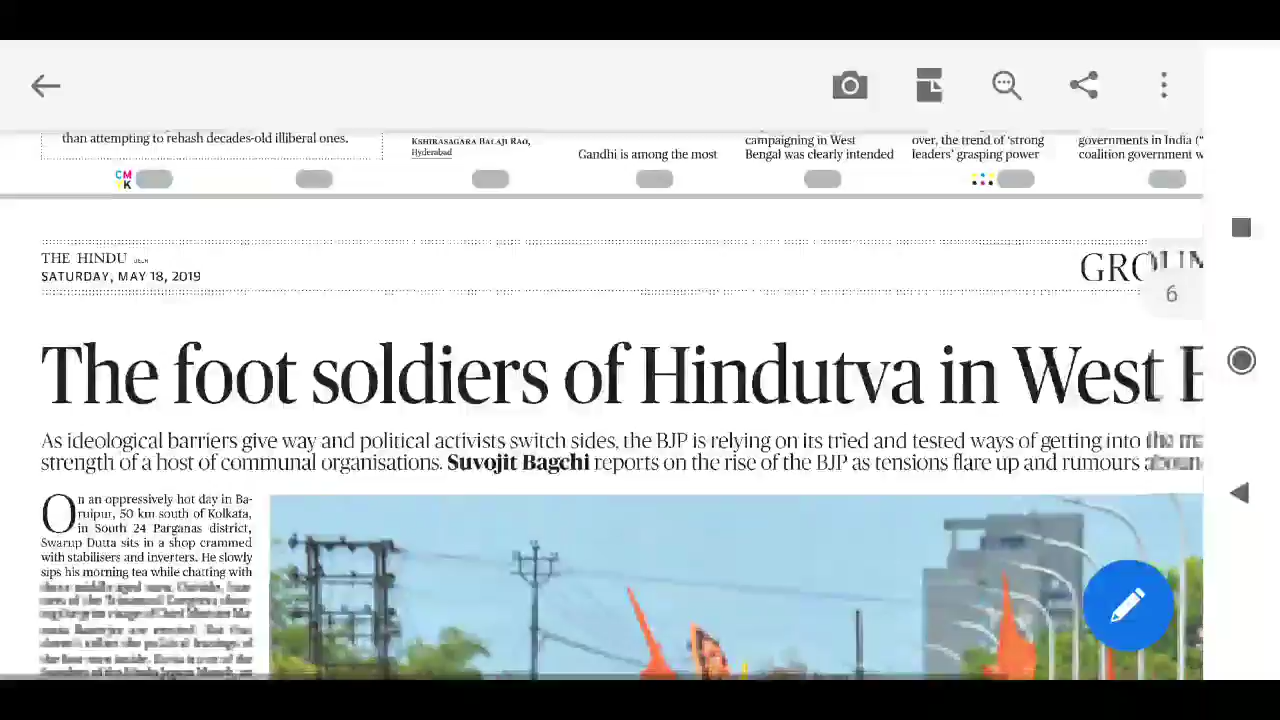 than attempting to rehash decades-old illiberal ones.
KSHIRASAGARA BALAJI RAO,
Hyderabad
Gandhi is among the most
campaigning in West
Bengal was clearly intended
over, the trend of 'strong
leaders' grasping power
governments in India ("
coalition government w
CM
YK
THE HINDU DELHI
SATURDAY, MAY 18, 2019
GROUN
6
The foot soldiers of Hindutva in West B
As ideological barriers give way and political activists switch sides, the BJP is relying on its tried and tested ways of getting into the
strength of a host of communal organisations. Suvojit Bagchi reports on the rise of the BJP as tensions flare up and rumours
On an oppressively hot day in Ba-
ruipur, 50 km south of Kolkata,
in South 24 Parganas district,
Swarup Dutta sits in a shop crammed
with stabilisers and inverters. He slowly
sips his morning tea while chatting with